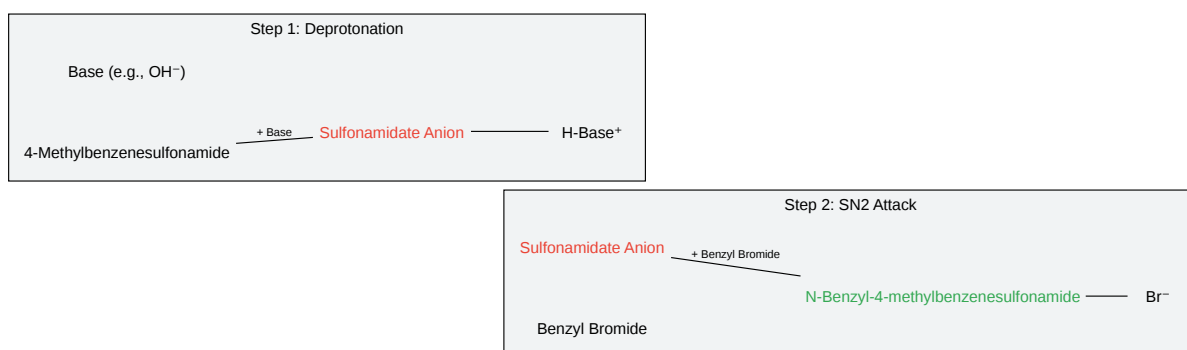 Step 1: Deprotonation
Base (e.g., OH⁻)
+ Base
Sulfonamidate Anion
H-Base⁺
4-Methylbenzenesulfonamide
Step 2: SN2 Attack
Sulfonamidate Anion
+ Benzyl Bromide
N-Benzyl-4-methylbenzenesulfonamide
Br⁻
Benzyl Bromide